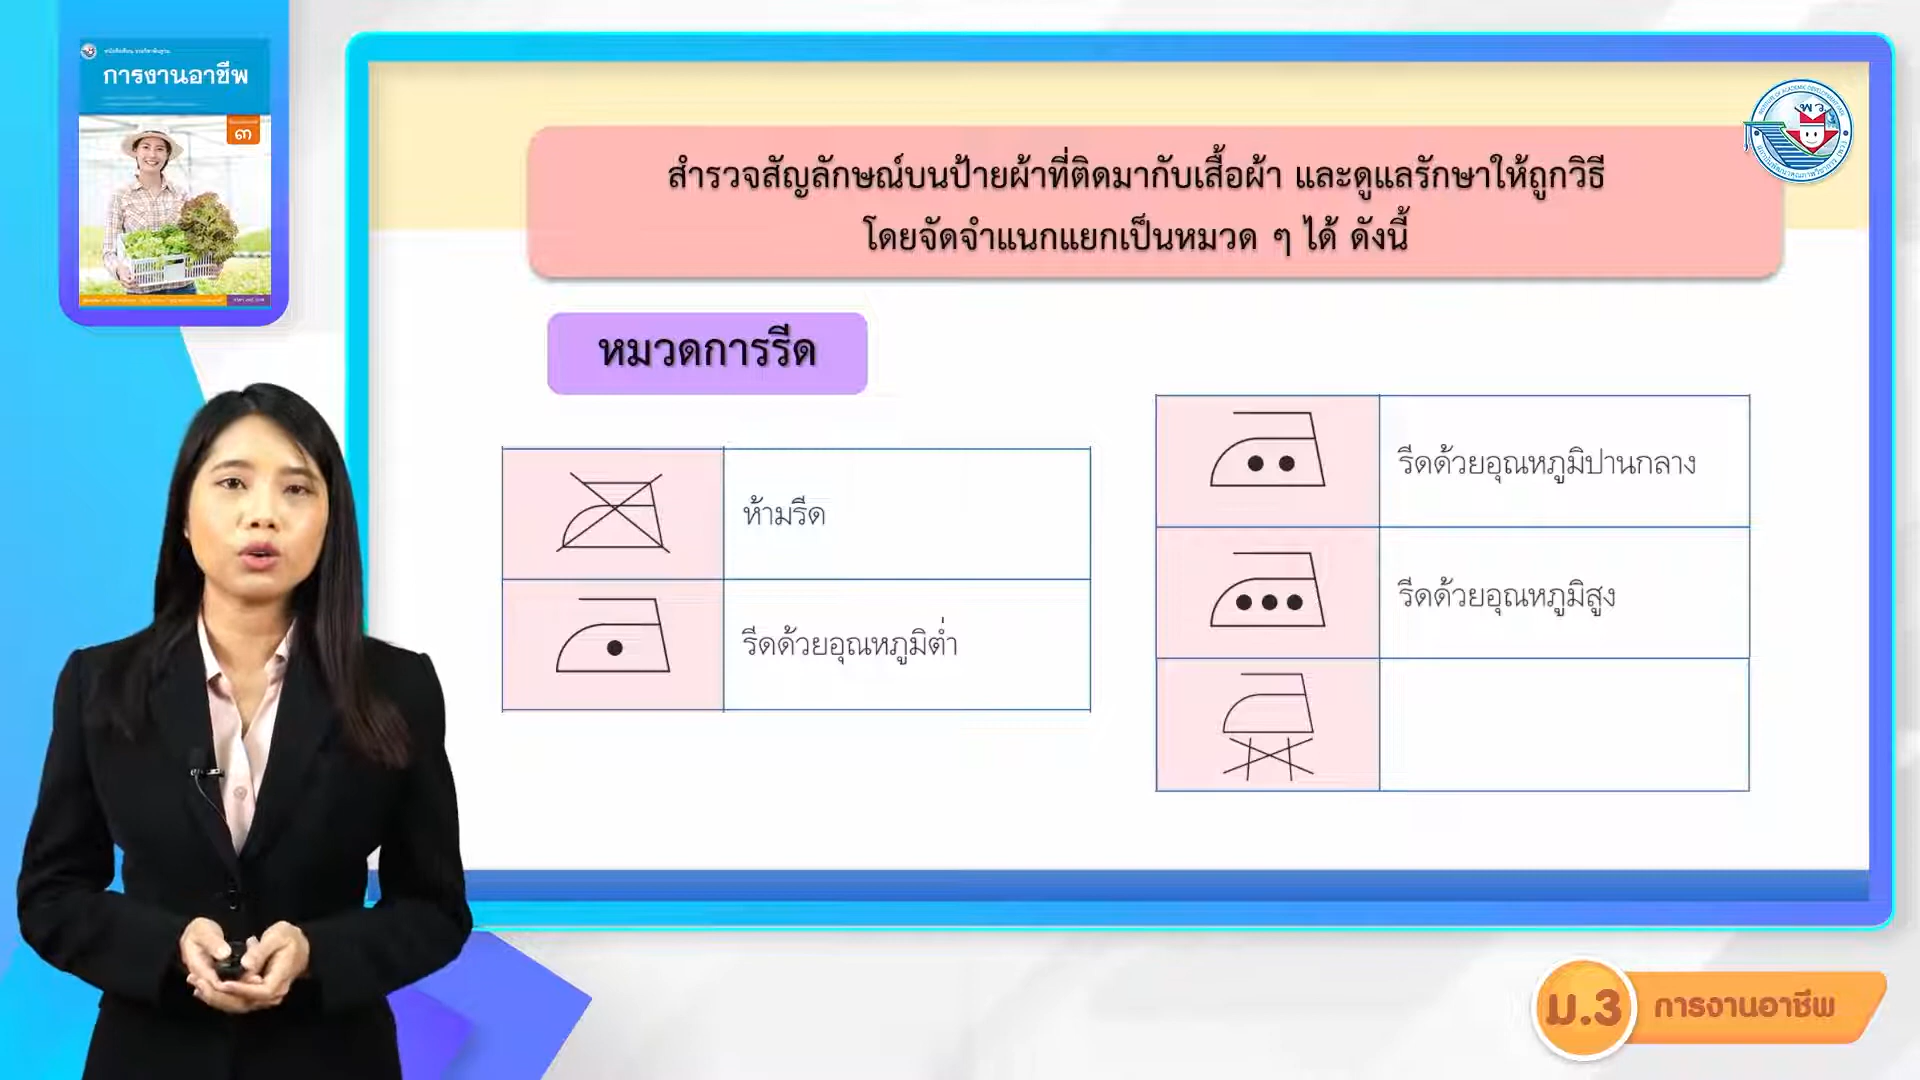 การงานอาชีพ
๓
สำรวจสัญลักษณ์บนป้ายผ้าที่ติดมากับเสื้อผ้า และดูแลรักษาให้ถูกวิธี
โดยจัดจำแนกแยกเป็นหมวด ๆ ได้ ดังนี้
หมวดการรีด
ห้ามรีด
รีดด้วยอุณหภูมิต่ำ
รีดด้วยอุณหภูมิปานกลาง
รีดด้วยอุณหภูมิสูง
พว
ม.3 การงานอาชีพ